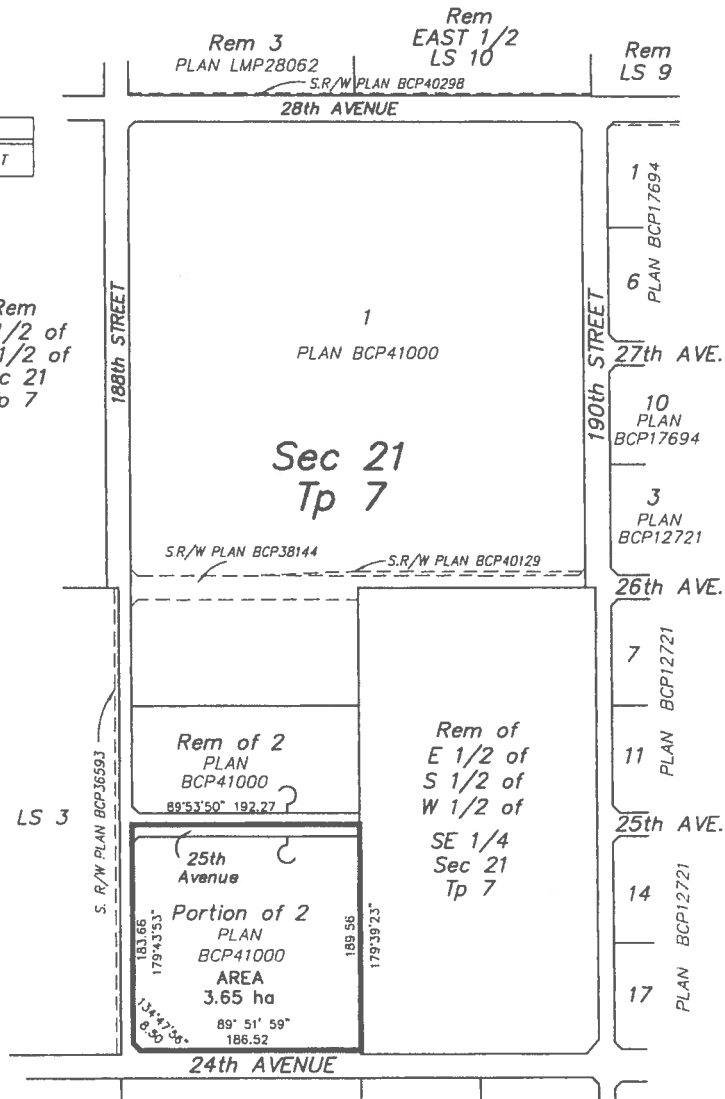 Rem 3
PLAN LMP28062
Rem
EAST 1/2
LS 10
Rem
LS 9
S.R/W PLAN BCP40298
28th AVENUE
T
188th STREET
190th STREET
1
PLAN BCP41000
Sec 21
Tp 7
1
6
PLAN BCP17694
27th AVE.
10
PLAN
BCP17694
3
PLAN
BCP12721
26th AVE.
Rem
1/2 of
1/2 of
c 21
p 7
S.R/W PLAN BCP38144
S.R/W PLAN BCP40129
7
11
PLAN BCP12721
25th AVE.
14
17
PLAN BCP12721
LS 3
S. R/W PLAN BCP36593
Rem of 2
PLAN
BCP41000
89°53'50" 192.27
Rem of
E 1/2 of
S 1/2 of
W 1/2 of
SE 1/4
Sec 21
Tp 7
25th
Avenue
Portion of 2
PLAN
BCP41000
AREA
3.65 ha
183.66
179°43'53"
189.56
179°39'23"
134°47'56"
8.50
89° 51' 59"
186.52
24th AVENUE